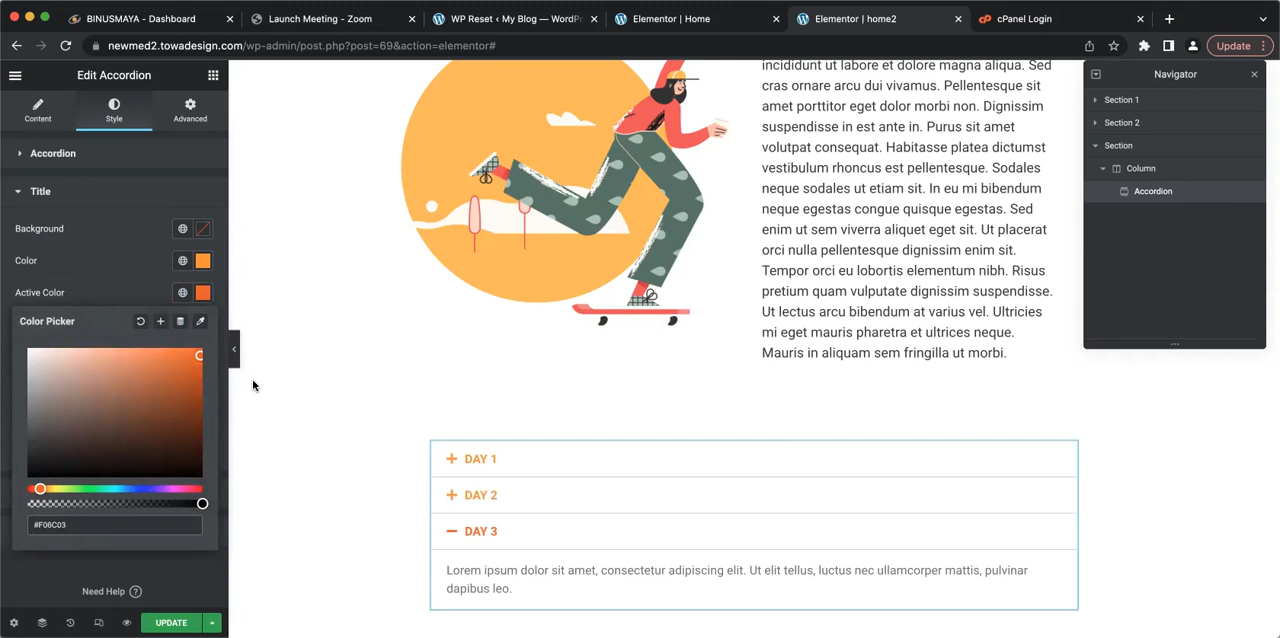 BINUSMAYA - Dashboard
Launch Meeting - Zoom
WP Reset ‹ My Blog — WordPr
Elementor | Home
Elementor | home2
cPanel Login
newmed2.towadesign.com/wp-admin/post.php?post=69&action=elementor#
Update
Edit Accordion
Content
Style
Advanced
Accordion
Title
Background
Color
Active Color
Color Picker
#F06C03
Need Help ?
UPDATE
incididunt ut labore et dolore magna aliqua. Sed
cras ornare arcu dui vivamus. Pellentesque sit
amet porttitor eget dolor morbi non. Dignissim
suspendisse in est ante in. Purus sit amet
volutpat consequat. Habitasse platea dictumst
vestibulum rhoncus est pellentesque. Sodales
neque sodales ut etiam sit. In eu mi bibendum
neque egestas congue quisque egestas. Sed
enim ut sem viverra aliquet eget sit. Ut placerat
orci nulla pellentesque dignissim enim sit.
Tempor orci eu lobortis elementum nibh. Risus
pretium quam vulputate dignissim suspendisse.
Ut lectus arcu bibendum at varius vel. Ultricies
mi eget mauris pharetra et ultrices neque.
Mauris in aliquam sem fringilla ut morbi.
DAY 1
DAY 2
DAY 3
Lorem ipsum dolor sit amet, consectetur adipiscing elit. Ut elit tellus, luctus nec ullamcorper mattis, pulvinar
dapibus leo.
Navigator
Section 1
Section 2
Section
Column
Accordion